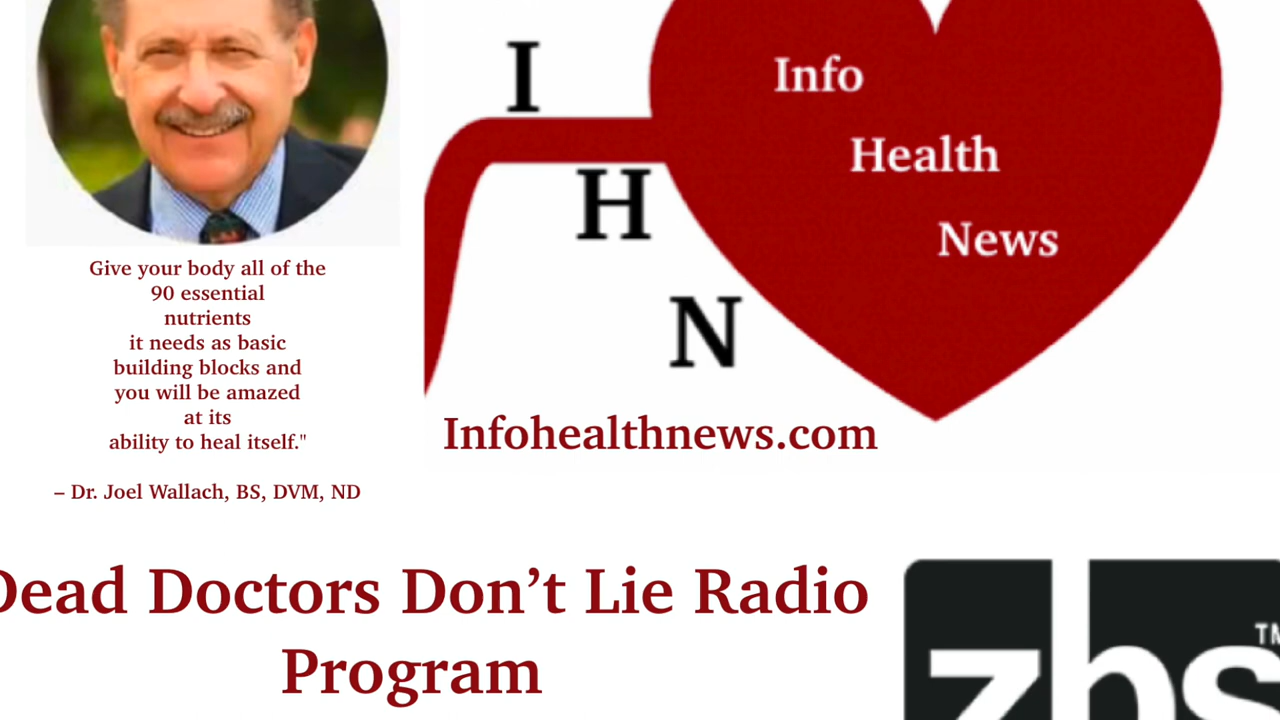 Give your body all of the
90 essential
nutrients
it needs as basic
building blocks and
you will be amazed
at its
ability to heal itself."
– Dr. Joel Wallach, BS, DVM, ND
I
H
N
Info
Health
News
Infohealthnews.com
Dead Doctors Don’t Lie Radio
Program
zbs